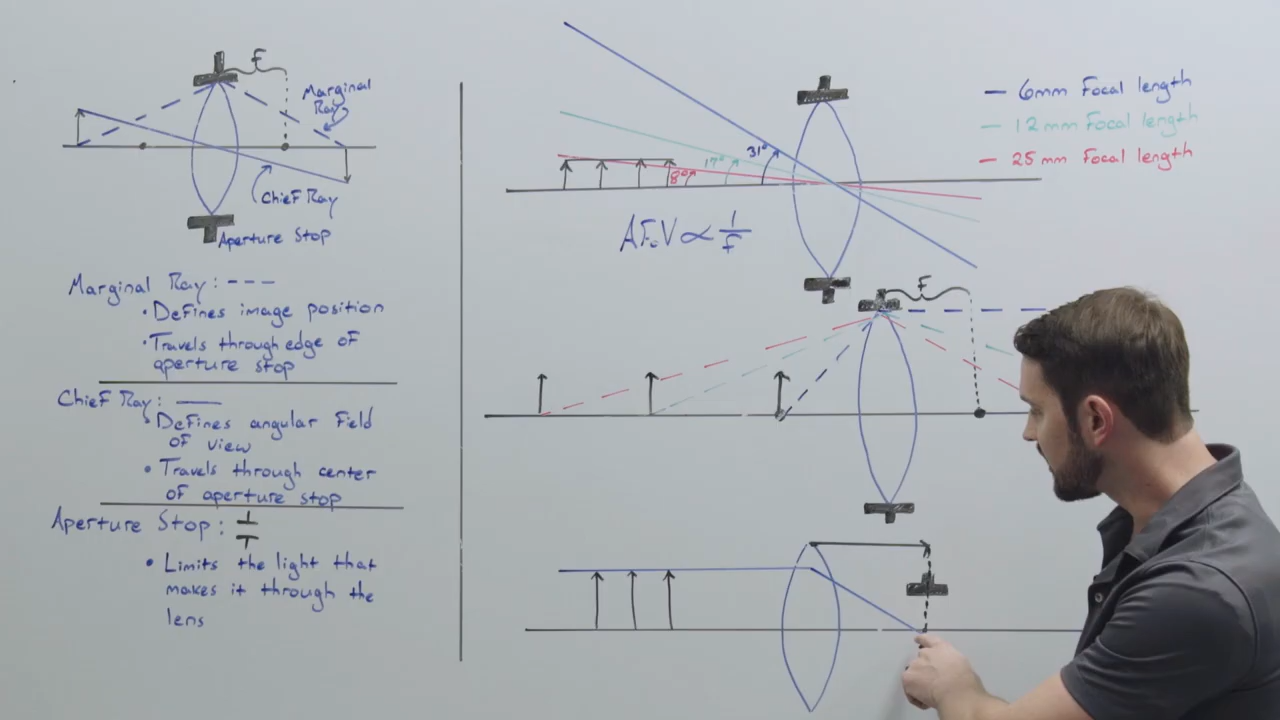 F
Marginal
Ray
Chief Ray
Aperture Stop
Marginal Ray: ---
• Defines image position
• Travels through edge of
aperture stop
Chief Ray: —
• Defines angular field
of view
• Travels through center
of aperture stop
Aperture Stop:
• Limits the light that
makes it through the
lens
6mm Focal length
12mm Focal length
25mm Focal length
8° 17° 31°
AFoV ∝ 1/f
F